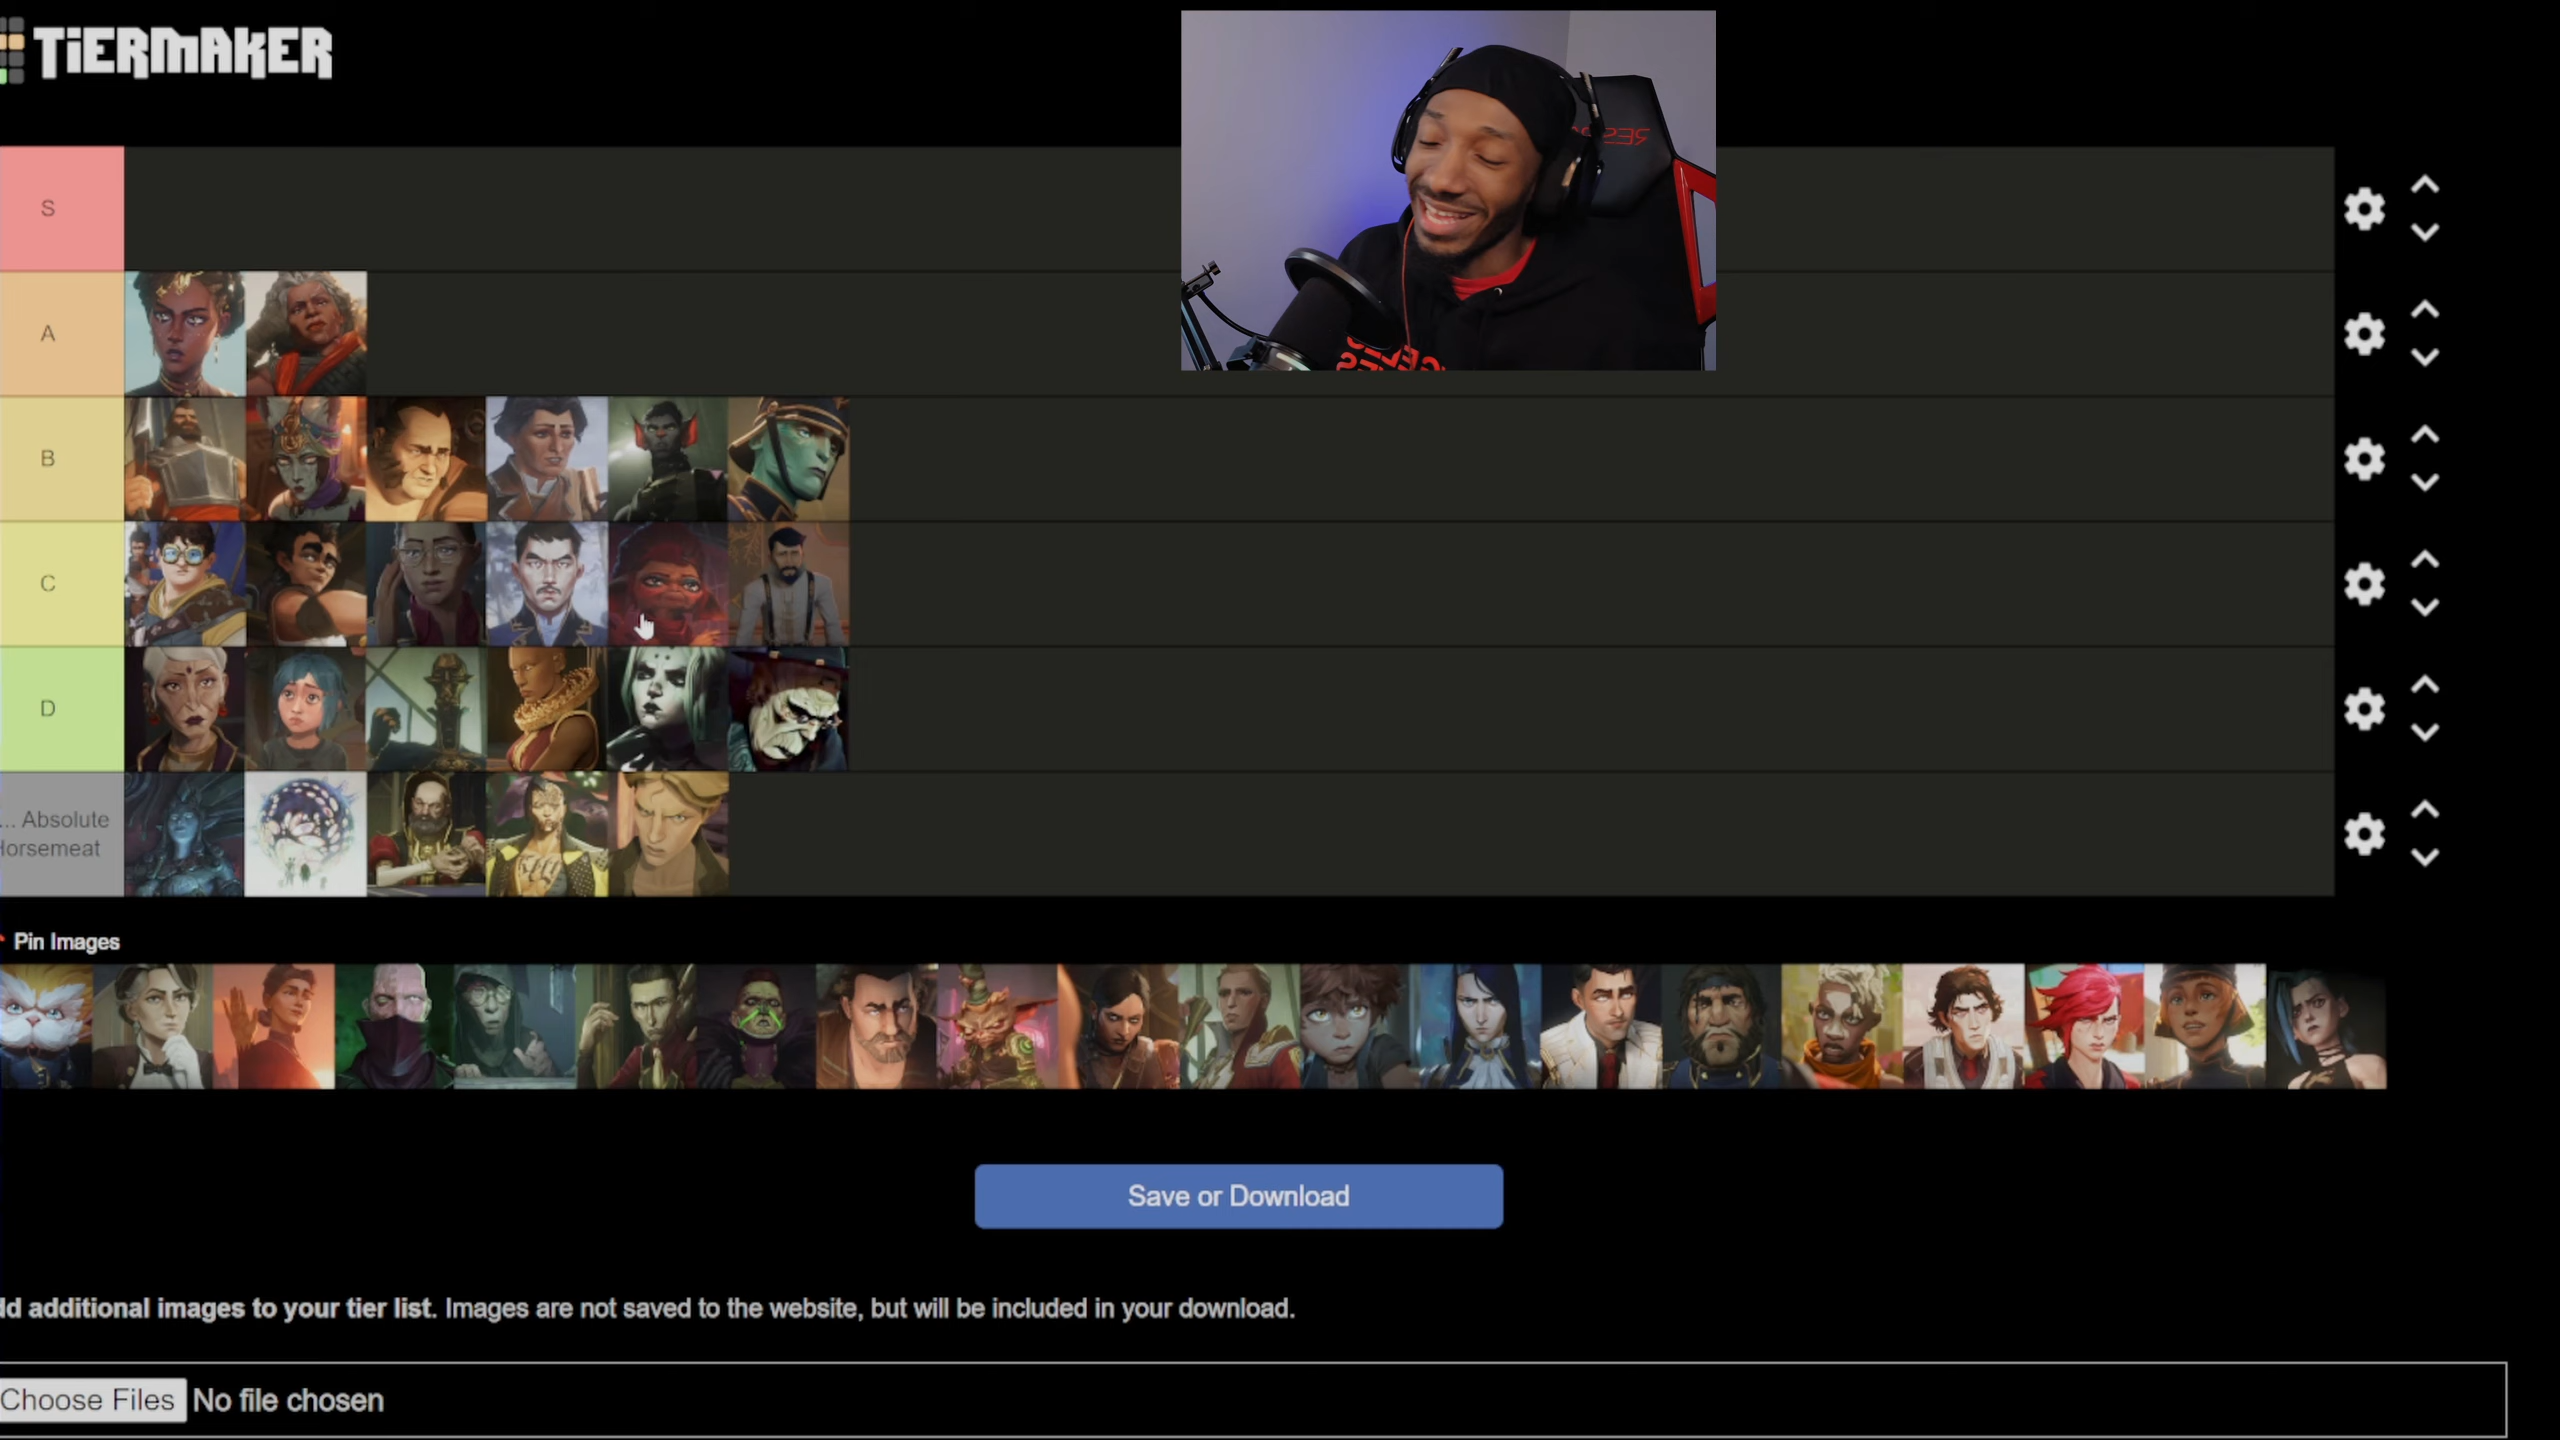 TiERMAKER
S
A
B
C
D
... Absolute
Horsemeat
Pin Images
Save or Download
dd additional images to your tier list. Images are not saved to the website, but will be included in your download.
Choose Files No file chosen